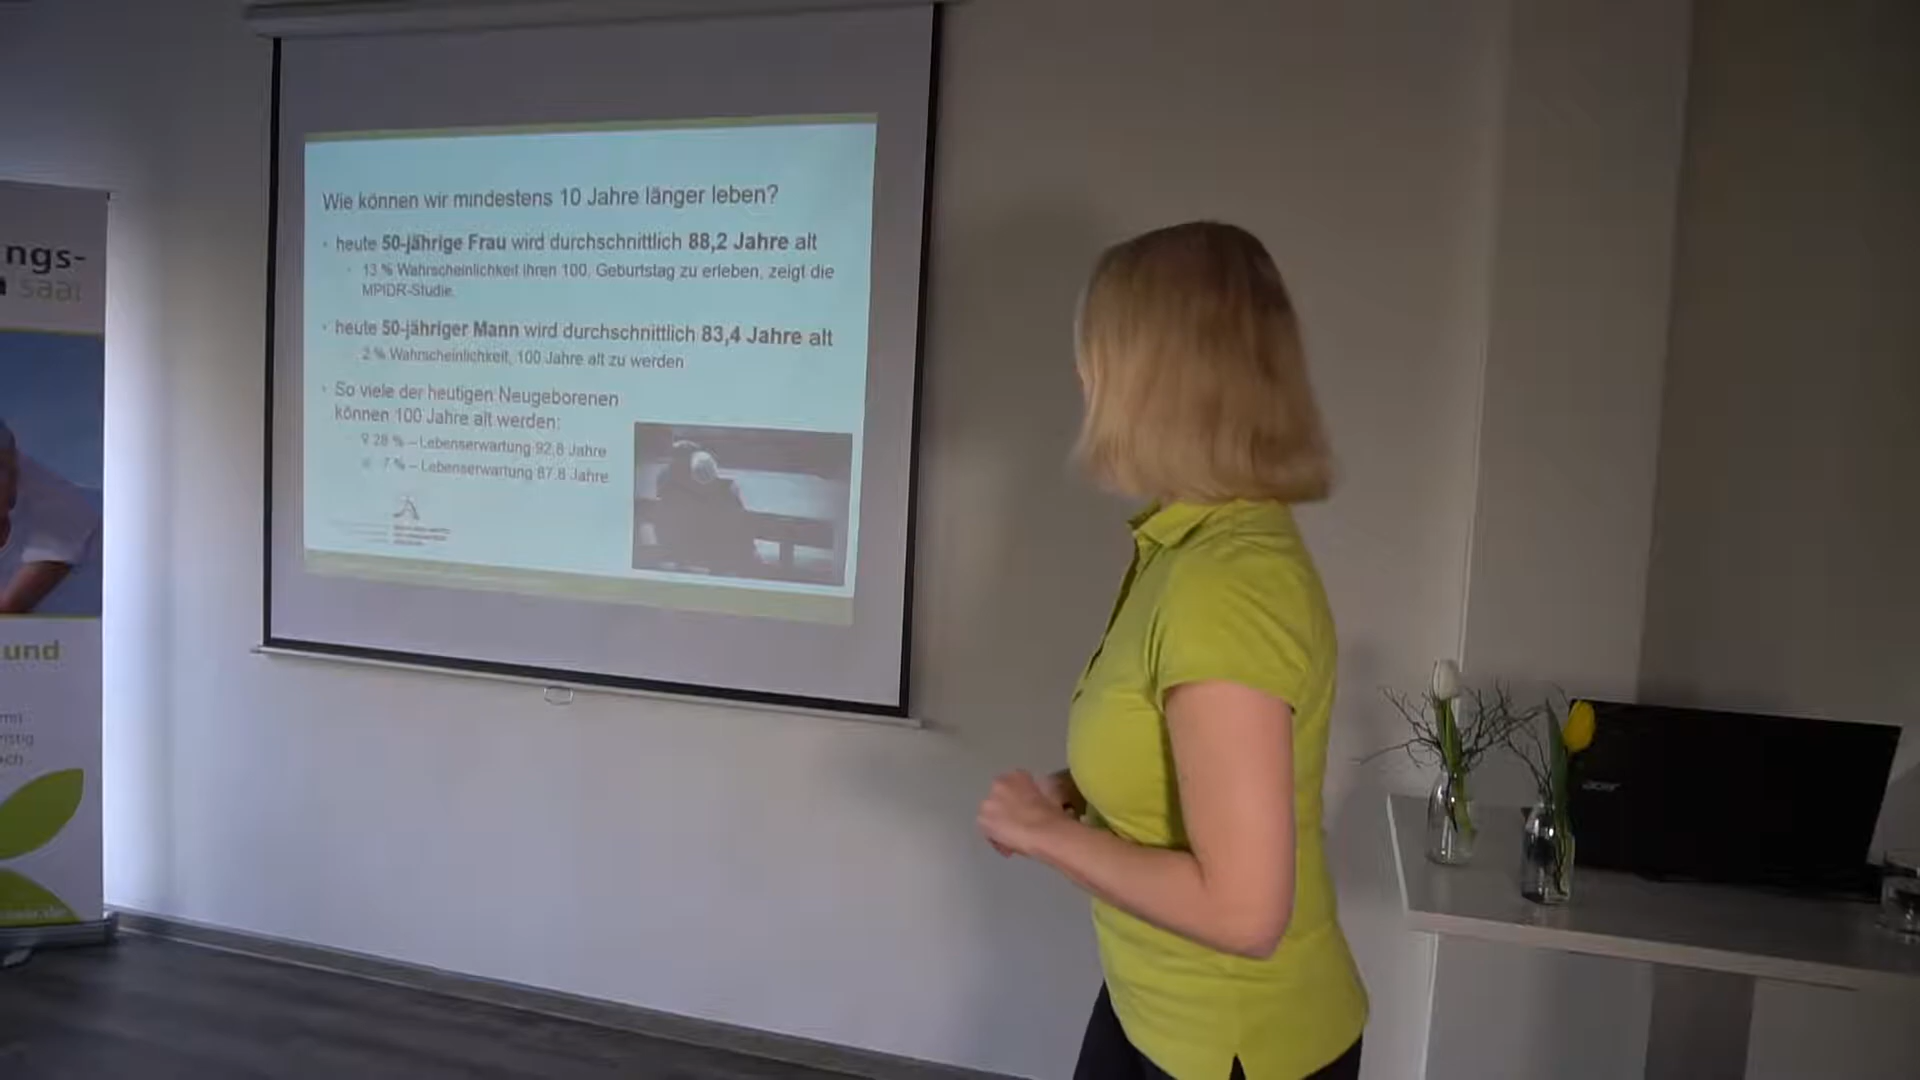 Wie können wir mindestens 10 Jahre länger leben?
heute 50-jährige Frau wird durchschnittlich 88,2 Jahre alt
13 % Wahrscheinlichkeit ihren 100. Geburtstag zu erleben, zeigt die
MPIDR-Studie.
heute 50-jähriger Mann wird durchschnittlich 83,4 Jahre alt
2 % Wahrscheinlichkeit, 100 Jahre alt zu werden
So viele der heutigen Neugeborenen
können 100 Jahre alt werden:
♀ 28 % – Lebenserwartung 92,8 Jahre
7 % – Lebenserwartung 87,8 Jahre
ngs-
saal
und
acer